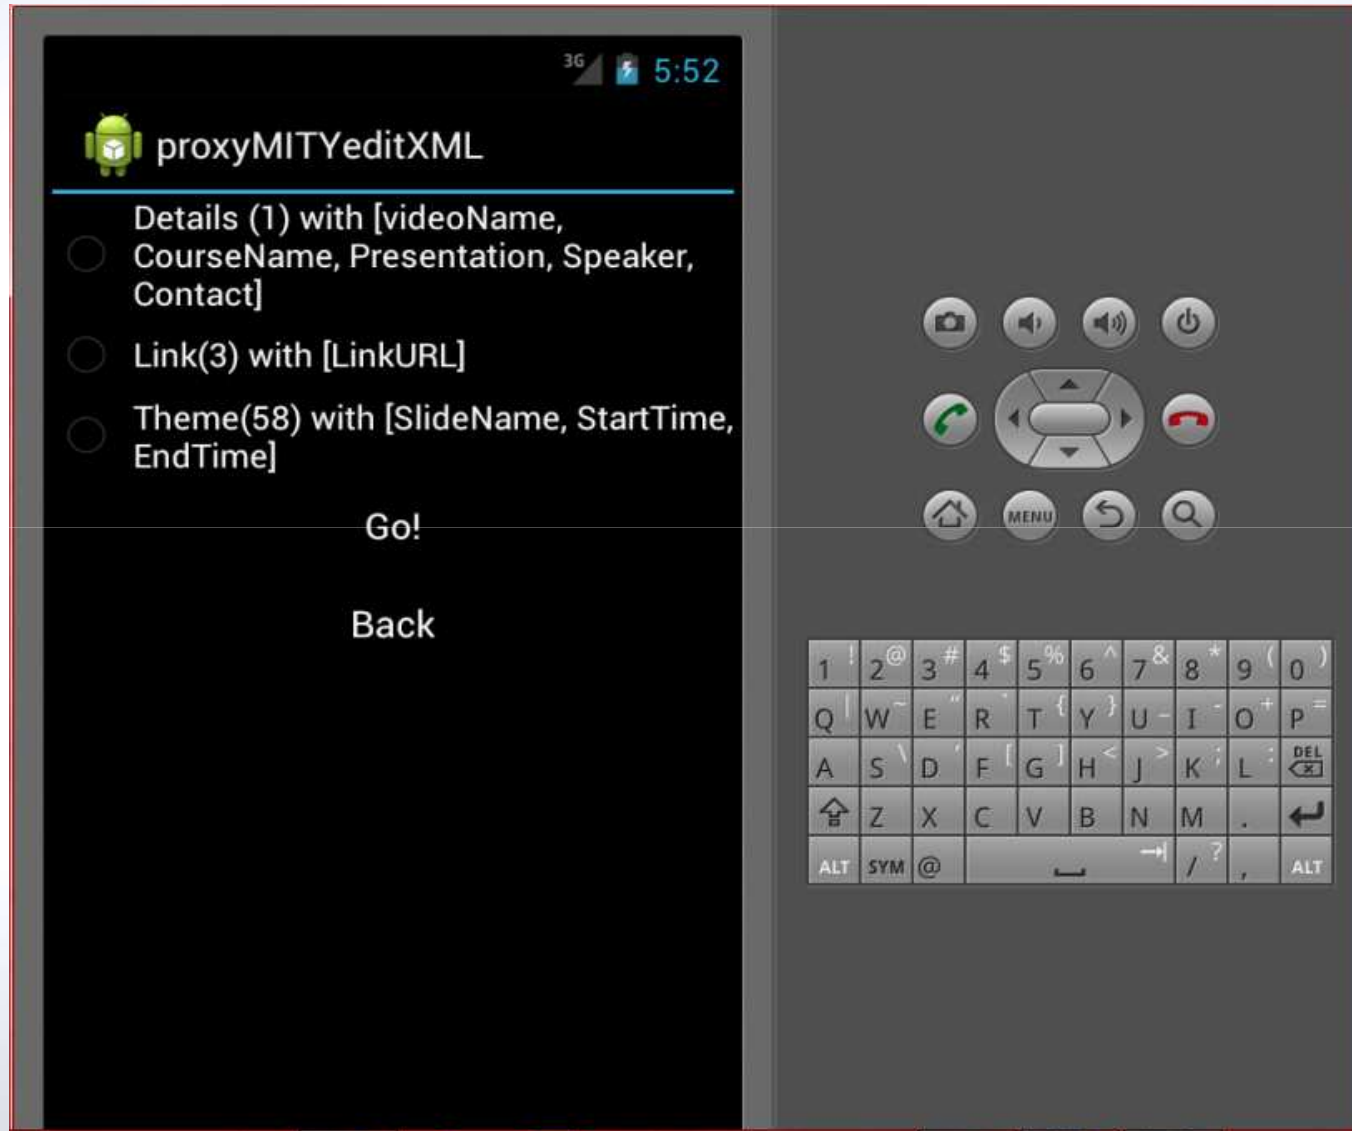 3G 5:52
proxyMITYeditXML
Details (1) with [videoName,
CourseName, Presentation, Speaker,
Contact]
Link(3) with [LinkURL]
Theme(58) with [SlideName, StartTime,
EndTime]
Go!
Back
MENU
1 ! 2 @ 3 # 4 $ 5 % 6 ^ 7 & 8 * 9 ( 0 )
Q | W ~ E " R ` T { Y } U _ I - O + P =
A S \ D ' F [ G ] H < J > K ; L : DEL
Z X C V B N M .
ALT SYM @ / ? , ALT